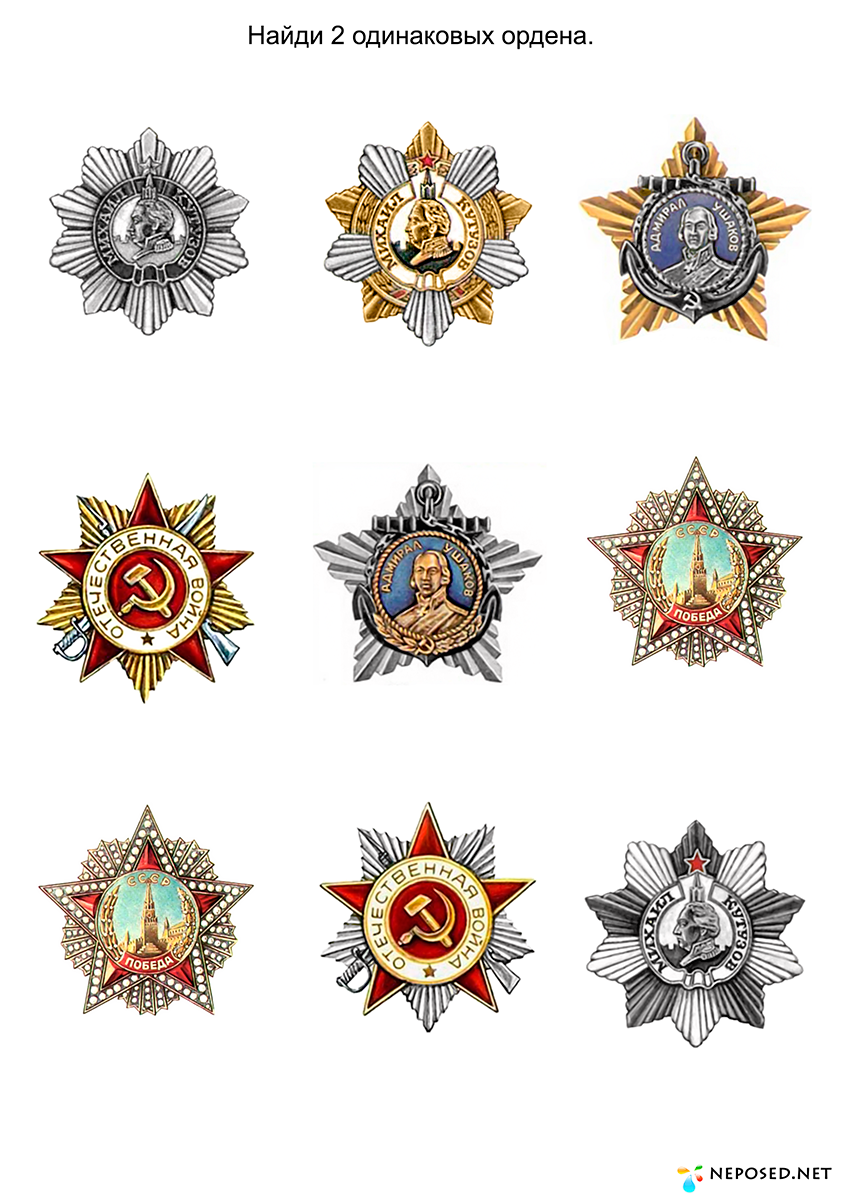 Найди 2 одинаковых ордена.
МИХАИЛ КУТУЗОВ
МИХАИЛ КУТУЗОВ
АДМИРАЛ УШАКОВ
ОТЕЧЕСТВЕННАЯ ВОЙНА
АДМИРАЛ УШАКОВ
СССР
ПОБЕДА
СССР
ПОБЕДА
ОТЕЧЕСТВЕННАЯ ВОЙНА
МИХАИЛ КУТУЗОВ
NEPOSED.NET